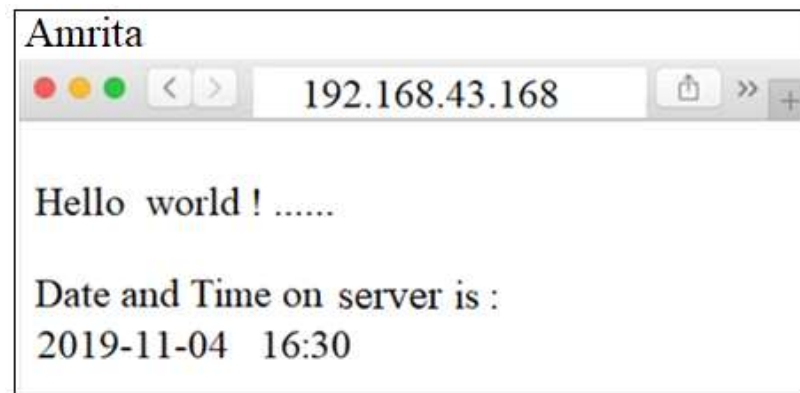 Amrita
192.168.43.168
Hello world ! ......
Date and Time on server is :
2019-11-04 16:30